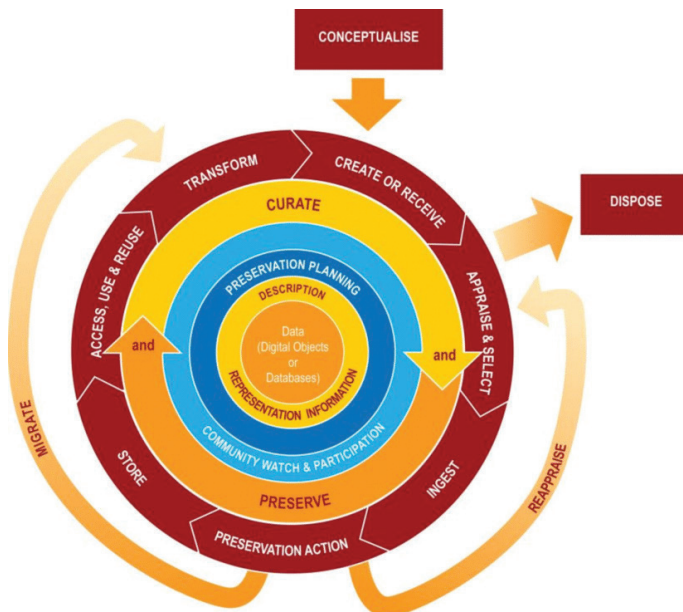 CONCEPTUALISE
DISPOSE
TRANSFORM
CREATE OR RECEIVE
APPRAISE & SELECT
INGEST
PRESERVATION ACTION
STORE
ACCESS, USE & REUSE
MIGRATE
REAPPRAISE
CURATE
and
PRESERVE
and
COMMUNITY WATCH & PARTICIPATION
PRESERVATION PLANNING
DESCRIPTION
REPRESENTATION INFORMATION
Data
(Digital Objects
or
Databases)